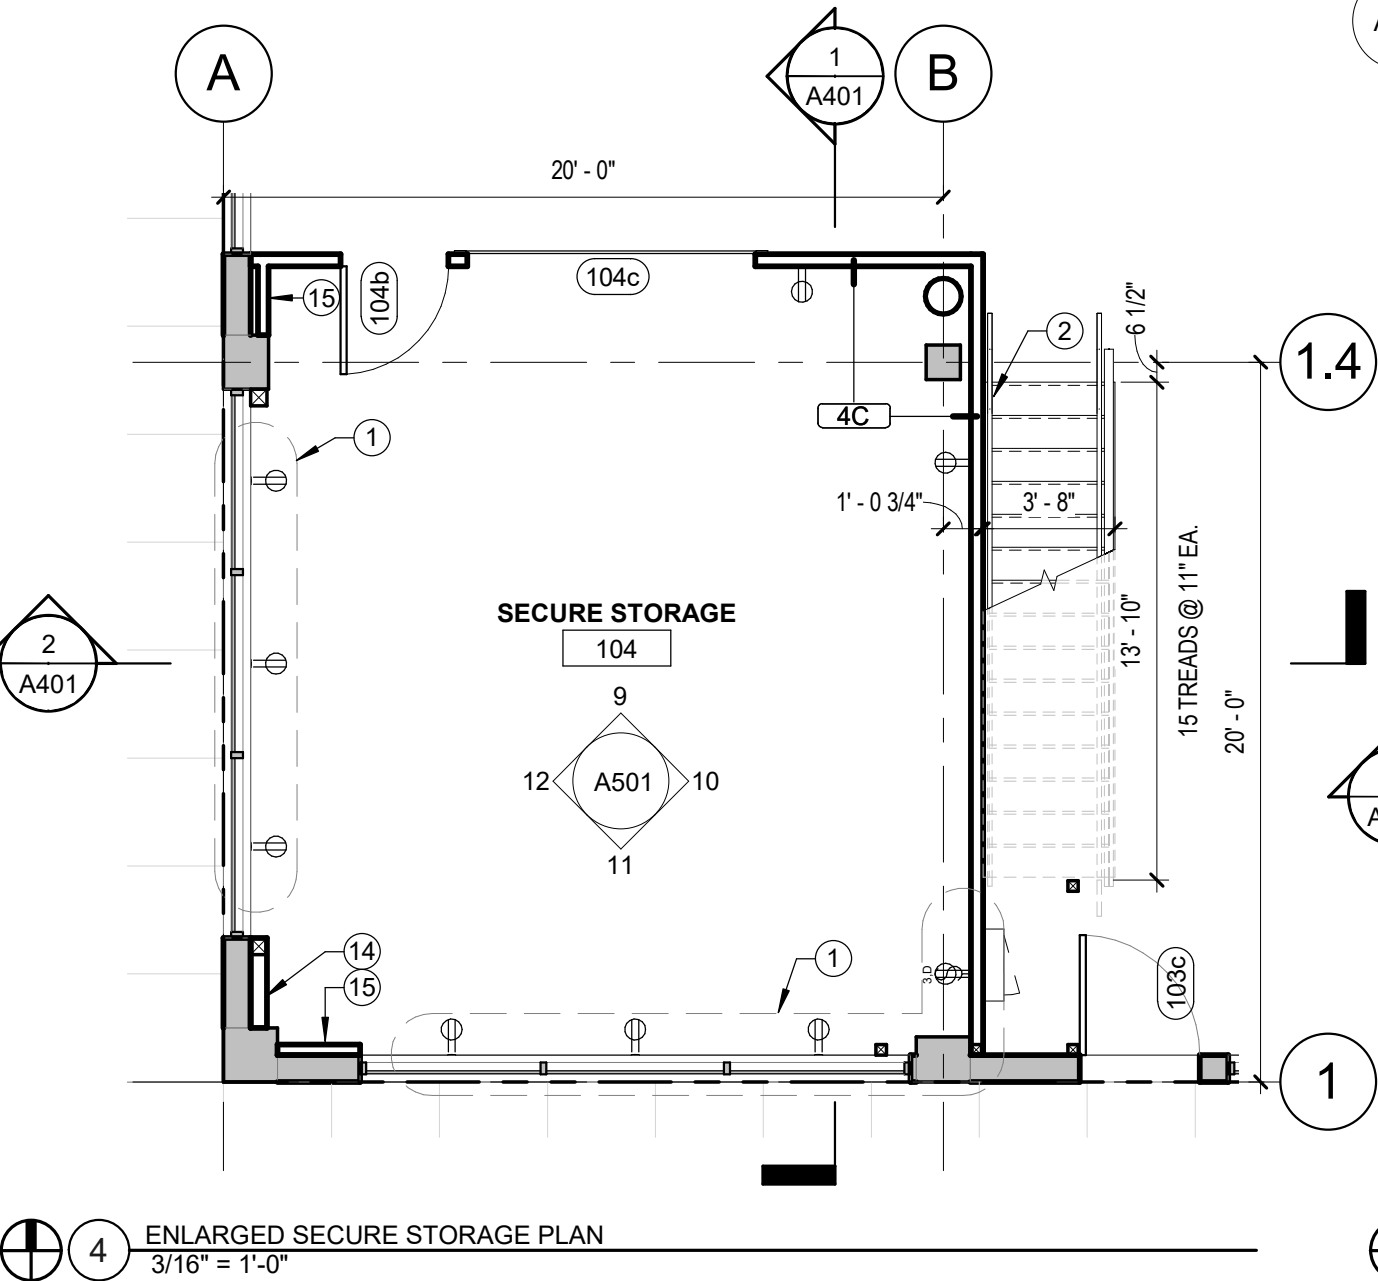 A
1
A401
B
20' - 0"
104c
104b
15
6 1/2"
2
1.4
4C
1
1' - 0 3/4"
3' - 8"
15 TREADS @ 11" EA.
13' - 10"
20' - 0"
SECURE STORAGE
104
2
A401
9
12
A501
10
11
14
15
1
3,D
103c
1
4
ENLARGED SECURE STORAGE PLAN
3/16" = 1'-0"